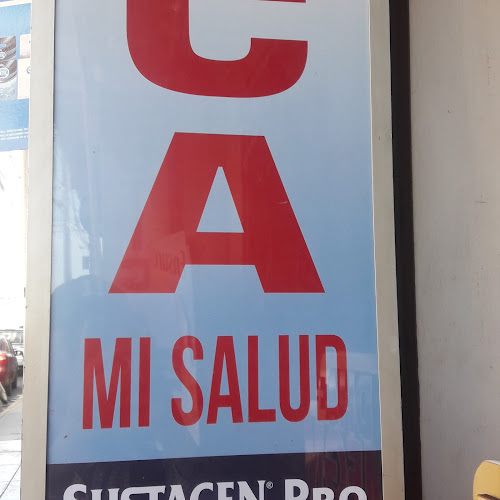 C
A
MI SALUD
SUSTAGEN® PRO